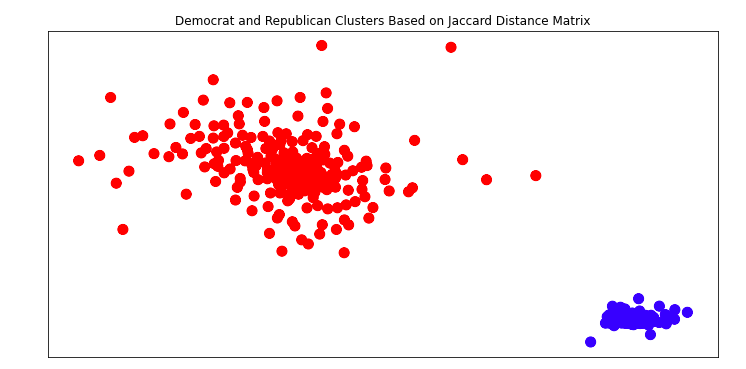 Democrat and Republican Clusters Based on Jaccard Distance Matrix